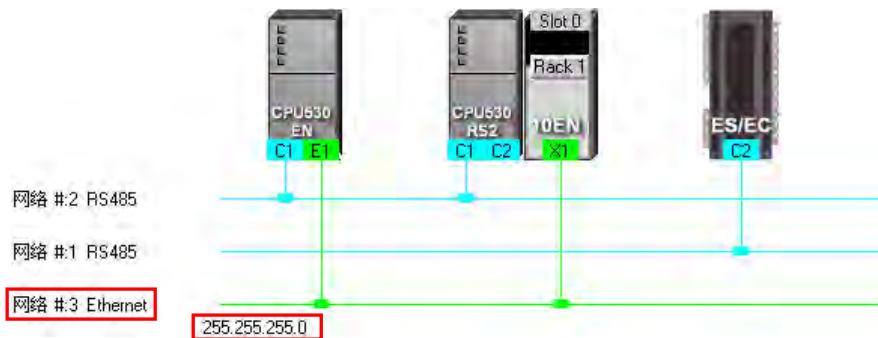 Slot 0
Rack 1
CPU530
EN
CPU530
RS2
10EN
ES/EC
C1 E1
C1 C2
X1
C2
网络 #:2 RS485
网络 #:1 RS485
网络 #:3 Ethernet
255.255.255.0